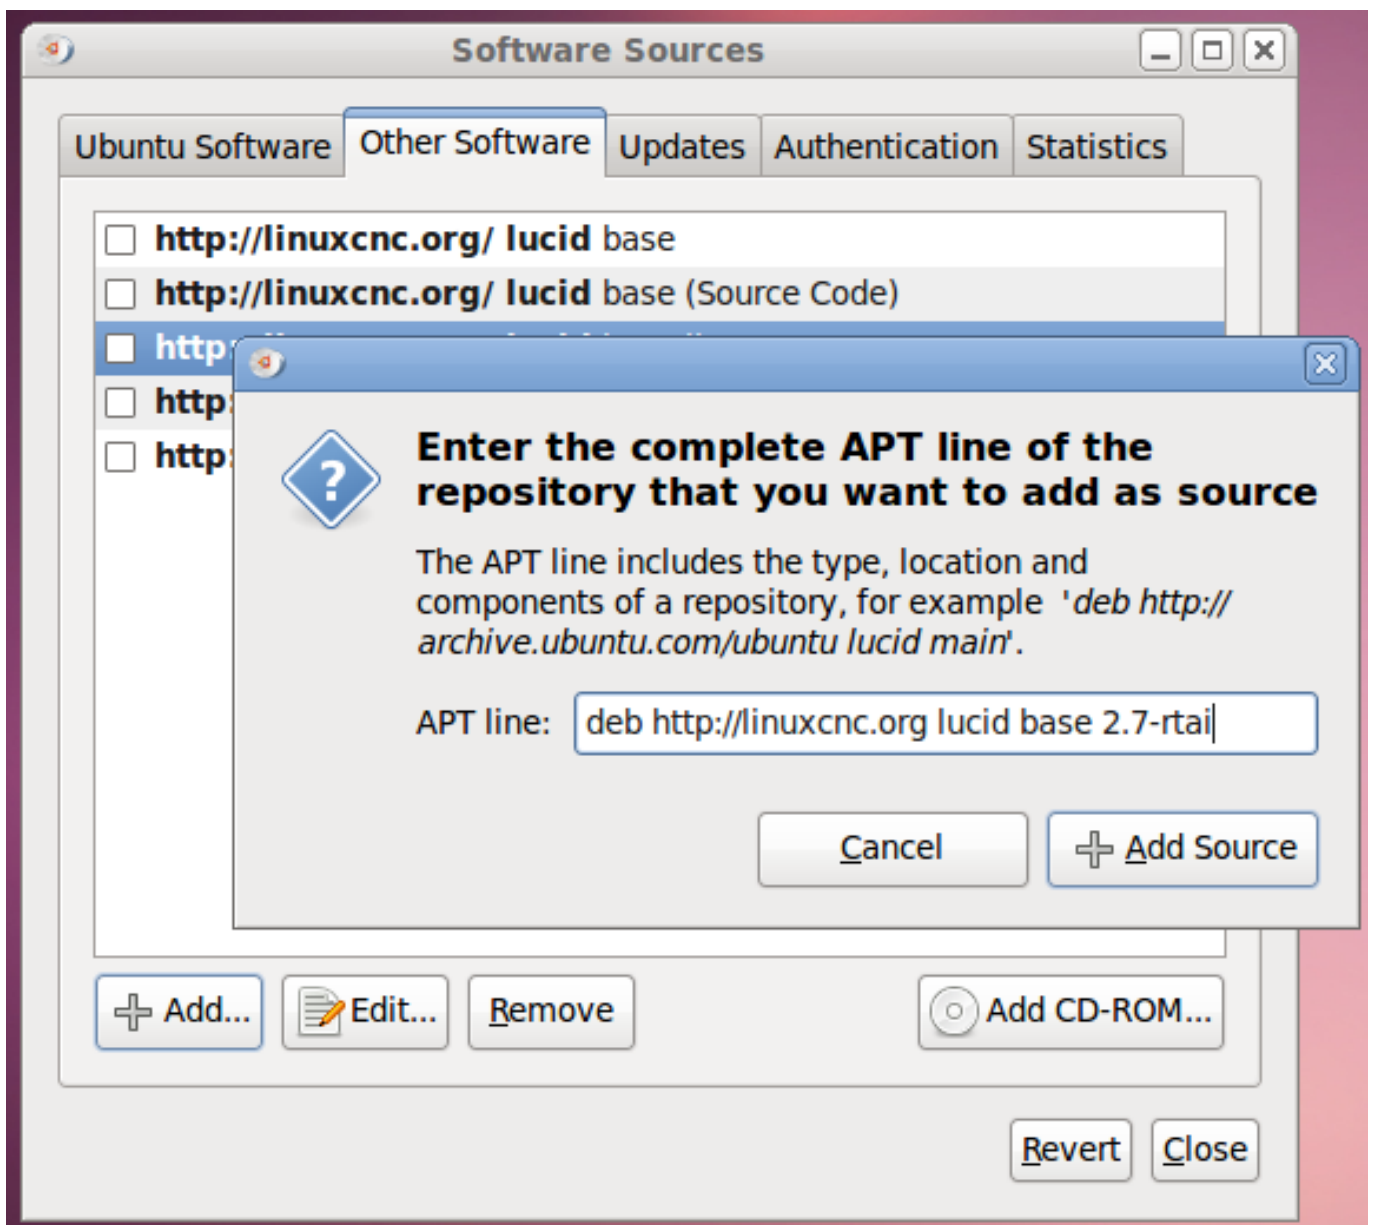 Software Sources
Ubuntu Software Other Software Updates Authentication Statistics
http://linuxcnc.org/ lucid base
http://linuxcnc.org/ lucid base (Source Code)
http:
http:
http:
?
Enter the complete APT line of the
repository that you want to add as source
The APT line includes the type, location and
components of a repository, for example 'deb http://
archive.ubuntu.com/ubuntu lucid main'.
APT line: deb http://linuxcnc.org lucid base 2.7-rtai
Cancel Add Source
Add... Edit... Remove Add CD-ROM...
Revert Close